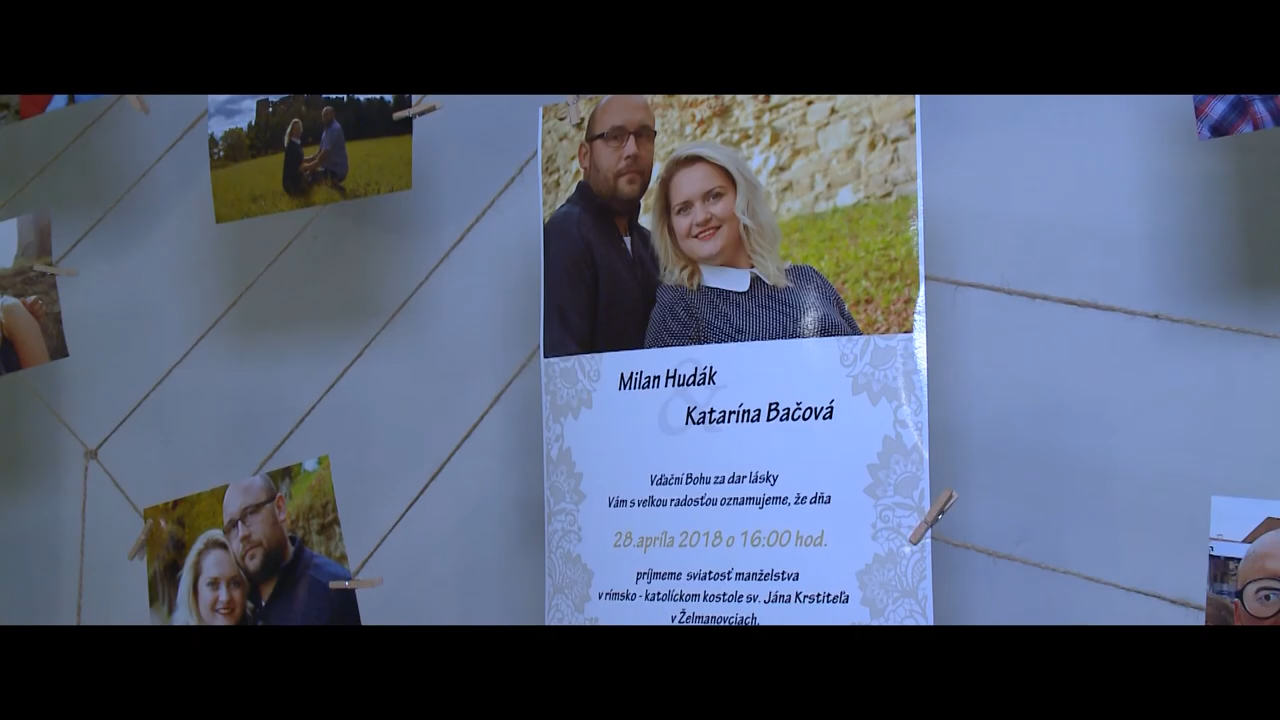 Milan Hudák
&
Katarína Bačová
Vďační Bohu za dar lásky
Vám s veľkou radosťou oznamujeme, že dňa
28.apríla 2018 o 16:00 hod.
príjmeme sviatosť manželstva
v rímsko - katolíckom kostole sv. Jána Krstiteľa
v Želmanovciach.